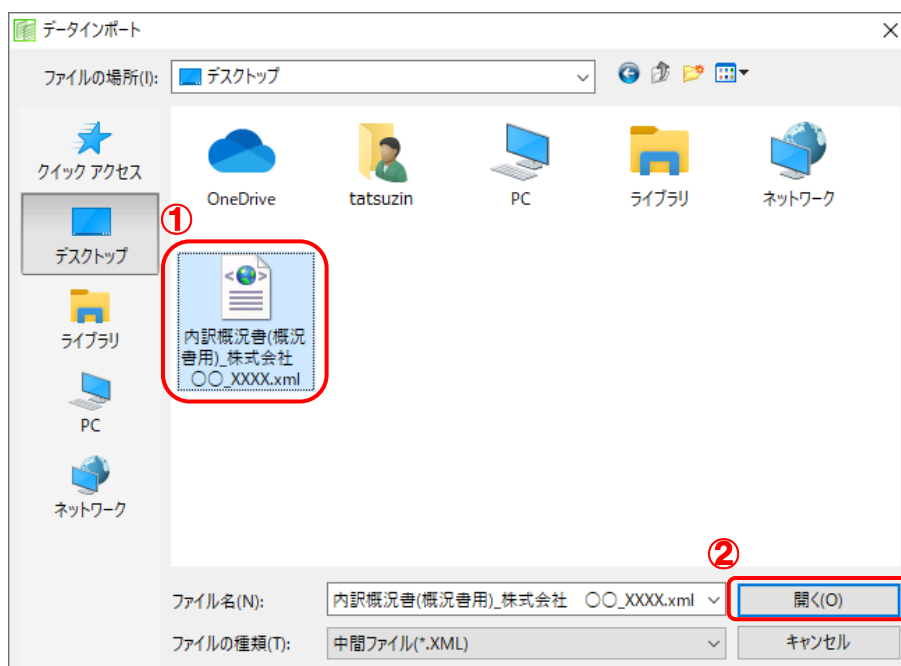 データインポート
ファイルの場所(I):
デスクトップ
クイック アクセス
デスクトップ
ライブラリ
PC
ネットワーク
OneDrive
tatsuzin
PC
ライブラリ
ネットワーク
①
内訳概況書(概況
書用)_株式会社
○○_XXXX.xml
②
ファイル名(N):
内訳概況書(概況書用)_株式会社　○○_XXXX.xml
開く(O)
ファイルの種類(T):
中間ファイル(*.XML)
キャンセル